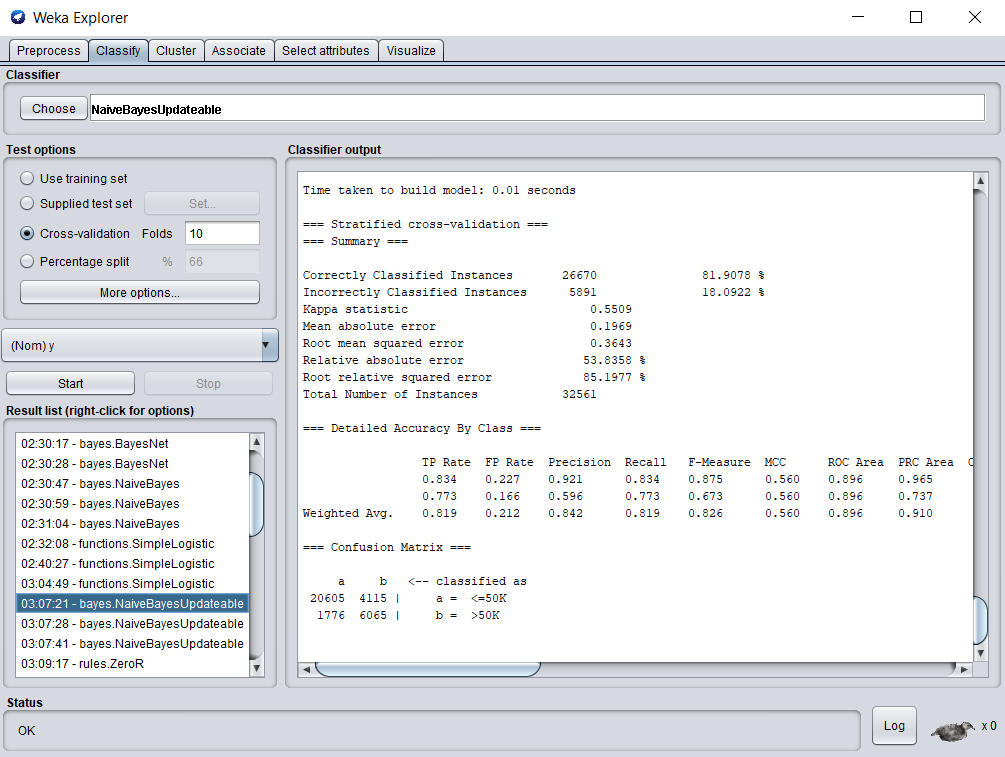 Weka Explorer
Preprocess Classify Cluster Associate Select attributes Visualize
Classifier
Choose NaiveBayesUpdateable
Test options
Use training set
Supplied test set Set...
Cross-validation Folds 10
Percentage split % 66
More options...
(Nom) y
Start Stop
Result list (right-click for options)
02:30:17 - bayes.BayesNet
02:30:28 - bayes.BayesNet
02:30:47 - bayes.NaiveBayes
02:30:59 - bayes.NaiveBayes
02:31:04 - bayes.NaiveBayes
02:32:08 - functions.SimpleLogistic
02:40:27 - functions.SimpleLogistic
03:04:49 - functions.SimpleLogistic
03:07:21 - bayes.NaiveBayesUpdateable
03:07:28 - bayes.NaiveBayesUpdateable
03:07:41 - bayes.NaiveBayesUpdateable
03:09:17 - rules.ZeroR
Classifier output
Time taken to build model: 0.01 seconds
=== Stratified cross-validation ===
=== Summary ===
Correctly Classified Instances 26670 81.9078 %
Incorrectly Classified Instances 5891 18.0922 %
Kappa statistic 0.5509
Mean absolute error 0.1969
Root mean squared error 0.3643
Relative absolute error 53.8358 %
Root relative squared error 85.1977 %
Total Number of Instances 32561
=== Detailed Accuracy By Class ===
TP Rate FP Rate Precision Recall F-Measure MCC ROC Area PRC Area C
0.834 0.227 0.921 0.834 0.875 0.560 0.896 0.965
0.773 0.166 0.596 0.773 0.673 0.560 0.896 0.737
Weighted Avg. 0.819 0.212 0.842 0.819 0.826 0.560 0.896 0.910
=== Confusion Matrix ===
a b <-- classified as
20605 4115 | a = <=50K
1776 6065 | b = >50K
Status
OK
Log
x 0